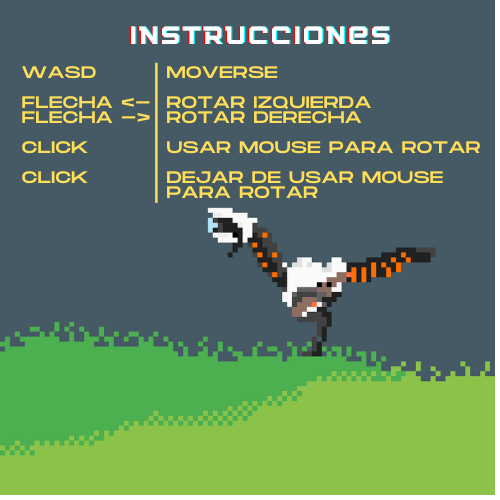 INSTRUCCIONES
WASD MOVERSE
FLECHA <- ROTAR IZQUIERDA
FLECHA -> ROTAR DERECHA
CLICK USAR MOUSE PARA ROTAR
CLICK DEJAR DE USAR MOUSE
PARA ROTAR